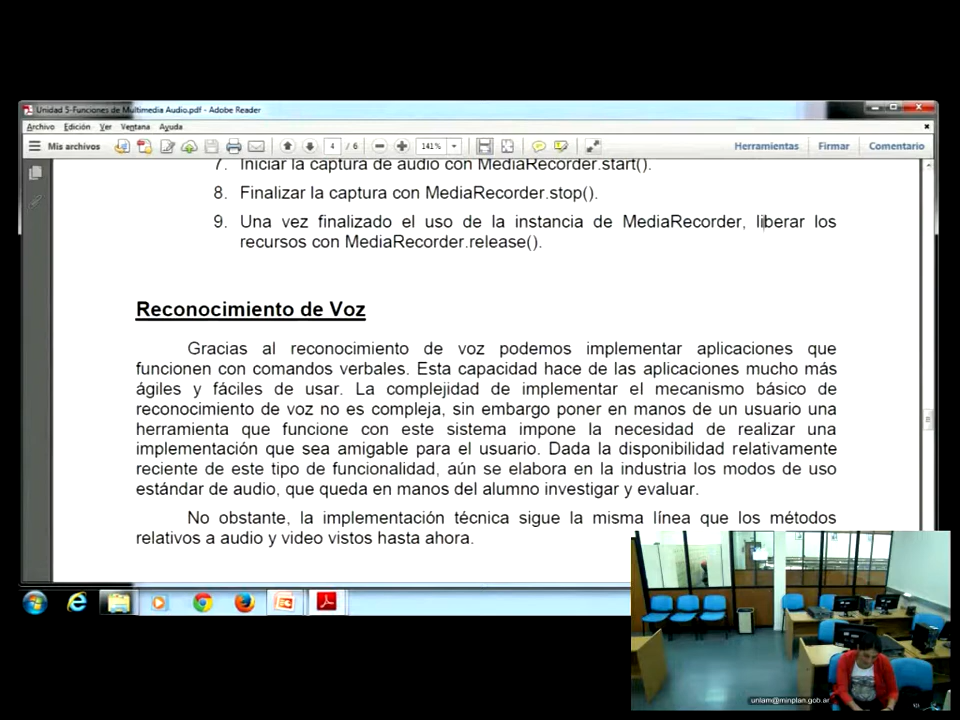 Unidad 5-Funciones de Multimedia Audio.pdf - Adobe Reader
Archivo Edición Ver Ventana Ayuda
Mis archivos 4 / 6 141% Herramientas Firmar Comentario
7. Iniciar la captura de audio con MediaRecorder.start().
8. Finalizar la captura con MediaRecorder.stop().
9. Una vez finalizado el uso de la instancia de MediaRecorder, liberar los
recursos con MediaRecorder.release().
Reconocimiento de Voz
Gracias al reconocimiento de voz podemos implementar aplicaciones que
funcionen con comandos verbales. Esta capacidad hace de las aplicaciones mucho más
ágiles y fáciles de usar. La complejidad de implementar el mecanismo básico de
reconocimiento de voz no es compleja, sin embargo poner en manos de un usuario una
herramienta que funcione con este sistema impone la necesidad de realizar una
implementación que sea amigable para el usuario. Dada la disponibilidad relativamente
reciente de este tipo de funcionalidad, aún se elabora en la industria los modos de uso
estándar de audio, que queda en manos del alumno investigar y evaluar.
No obstante, la implementación técnica sigue la misma línea que los métodos
relativos a audio y video vistos hasta ahora.
unlam@minplan.gob.ar